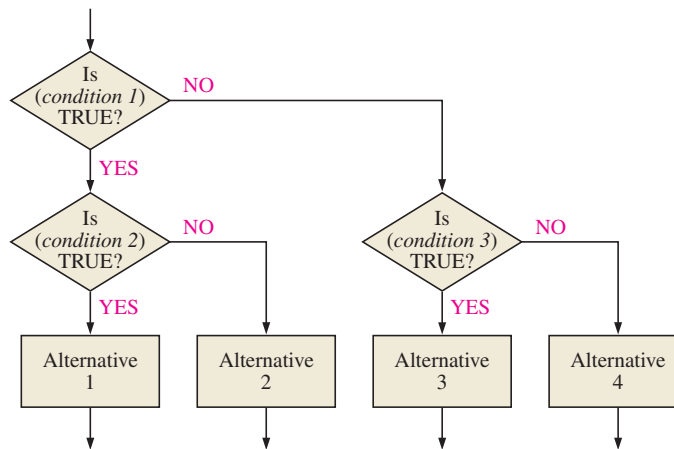 Is
(condition 1)
TRUE?
NO
YES
Is
(condition 2)
TRUE?
NO
YES
Is
(condition 3)
TRUE?
NO
YES
Alternative
1
Alternative
2
Alternative
3
Alternative
4